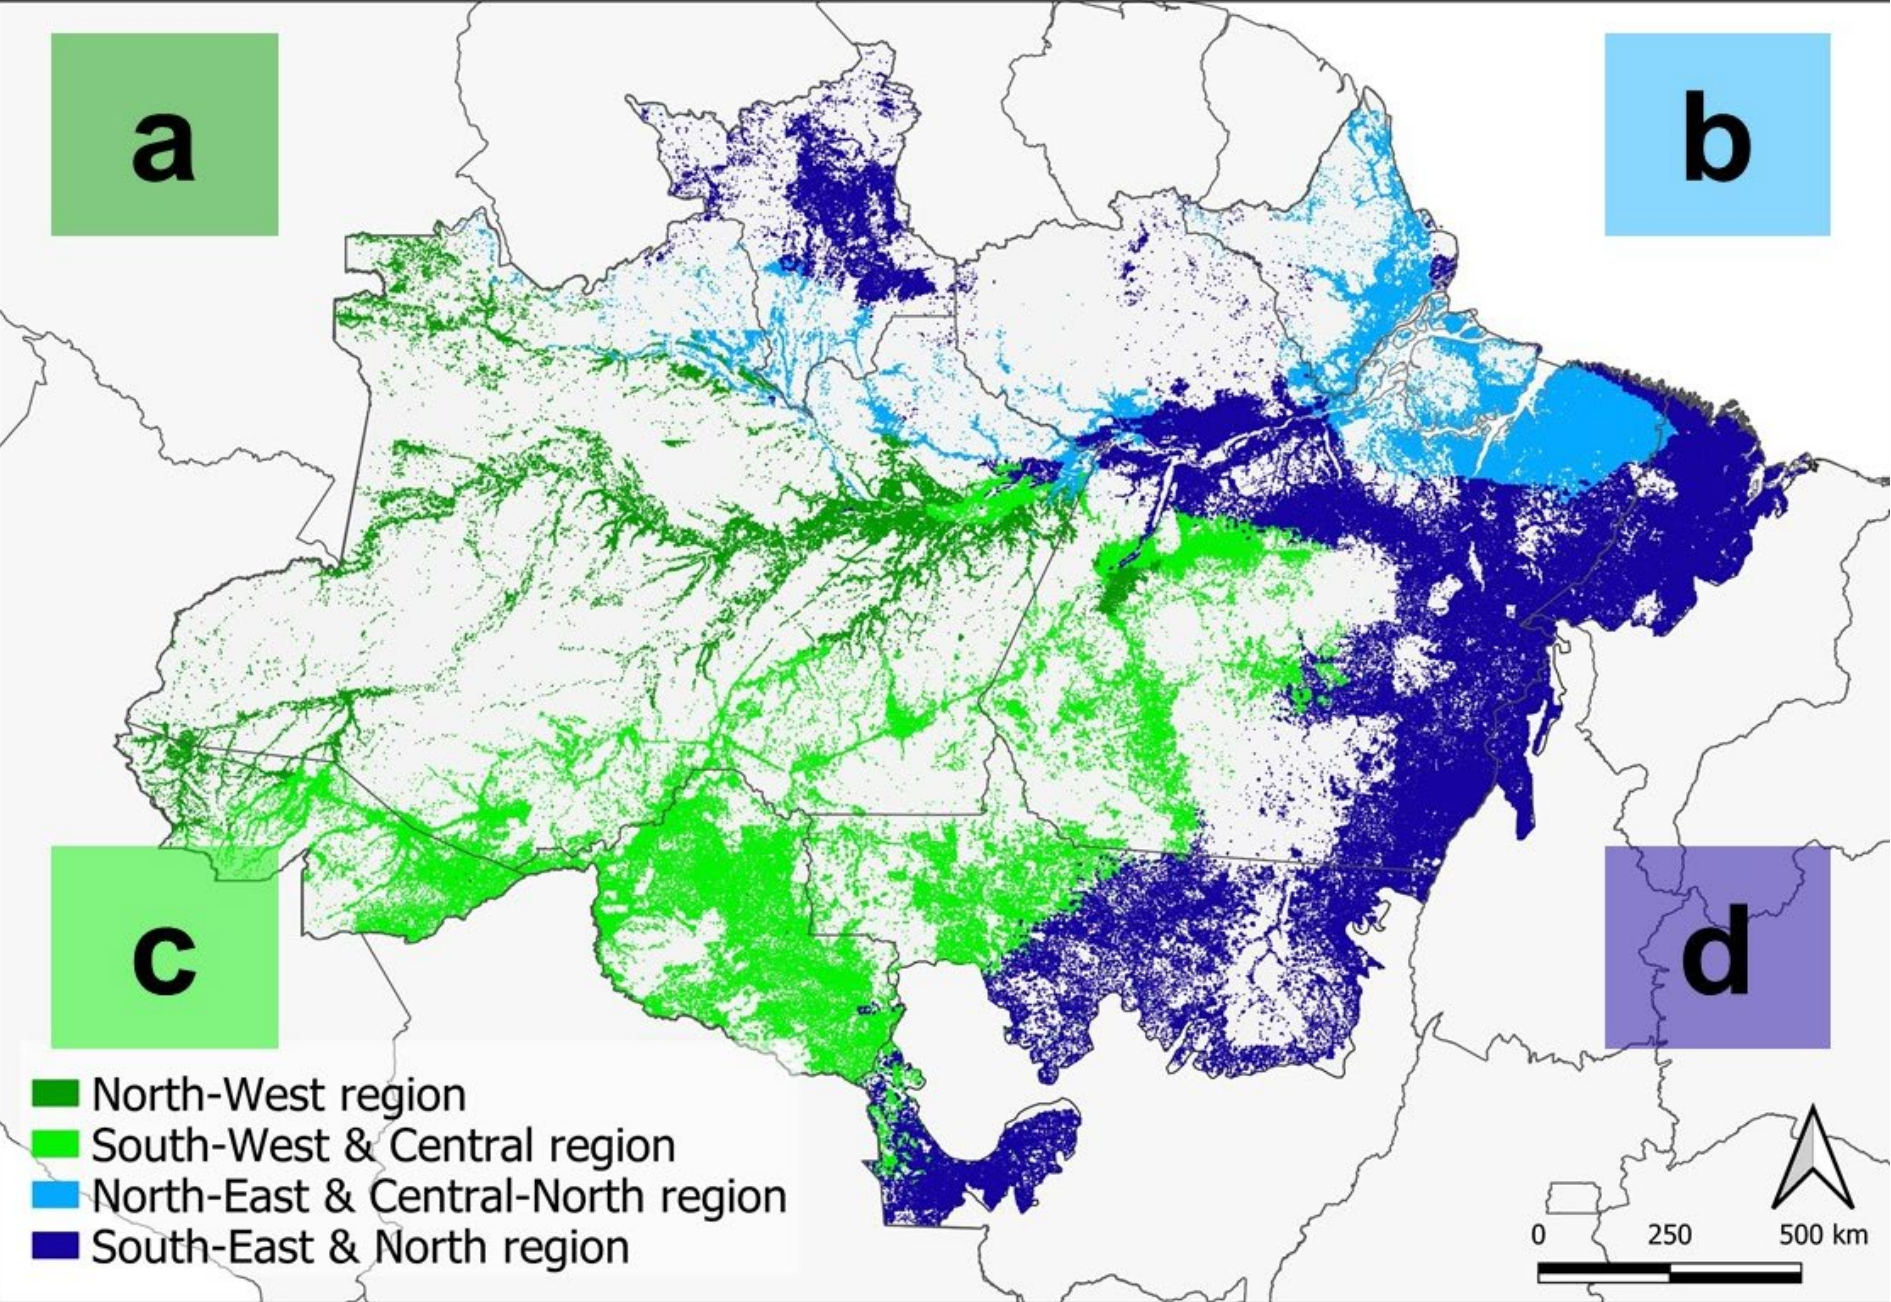 a
b
c
d
North-West region
South-West & Central region
North-East & Central-North region
South-East & North region
0 250 500 km